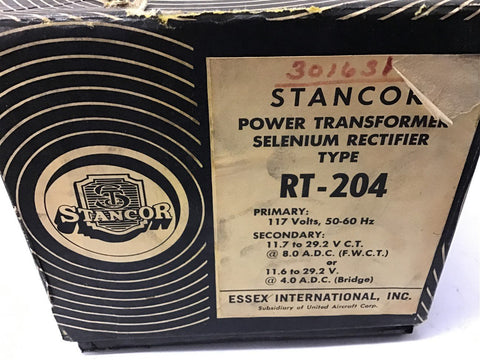 301631
STANCOR
POWER TRANSFORMER
SELENIUM RECTIFIER
TYPE
RT-204
PRIMARY:
117 Volts, 50-60 Hz
SECONDARY:
11.7 to 29.2 V C.T.
@ 8.0 A.D.C. (F.W.C.T.)
or
11.6 to 29.2 V.
@ 4.0 A.D.C. (Bridge)
ESSEX INTERNATIONAL, INC.
Subsidiary of United Aircraft Corp.
STANCOR